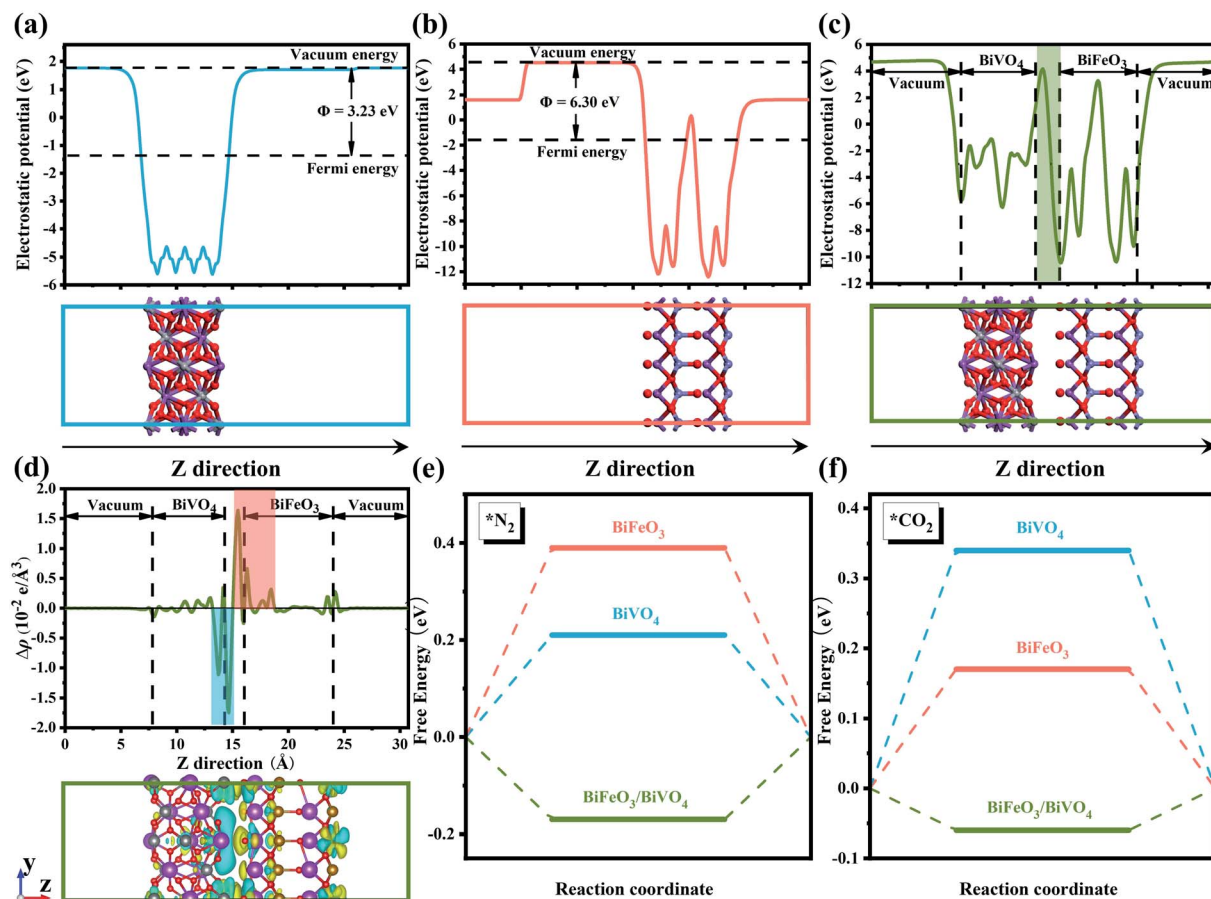 (a)
Electrostatic potential (eV)
2
1
0
-1
-2
-3
-4
-5
-6
Vacuum energy
Φ = 3.23 eV
Fermi energy
Z direction
(b)
Electrostatic potential (eV)
6
4
2
0
-2
-4
-6
-8
-10
-12
Vacuum energy
Φ = 6.30 eV
Fermi energy
Z direction
(c)
Electrostatic potential (eV)
6
4
2
0
-2
-4
-6
-8
-10
-12
BiVO₄ BiFeO₃
Vacuum Vacuum
Z direction
(d)
Δρ (10⁻² e/Å³)
2.0
1.5
1.0
0.5
0.0
-0.5
-1.0
-1.5
-2.0
Vacuum BiVO₄ BiFeO₃ Vacuum
0 5 10 15 20 25 30
Z direction (Å)
y
z
(e)
Free Energy (eV)
0.4
0.2
0.0
-0.2
*N₂
BiFeO₃
BiVO₄
BiFeO₃/BiVO₄
Reaction coordinate
(f)
Free Energy (eV)
0.4
0.3
0.2
0.1
0.0
-0.1
*CO₂
BiVO₄
BiFeO₃
BiFeO₃/BiVO₄
Reaction coordinate